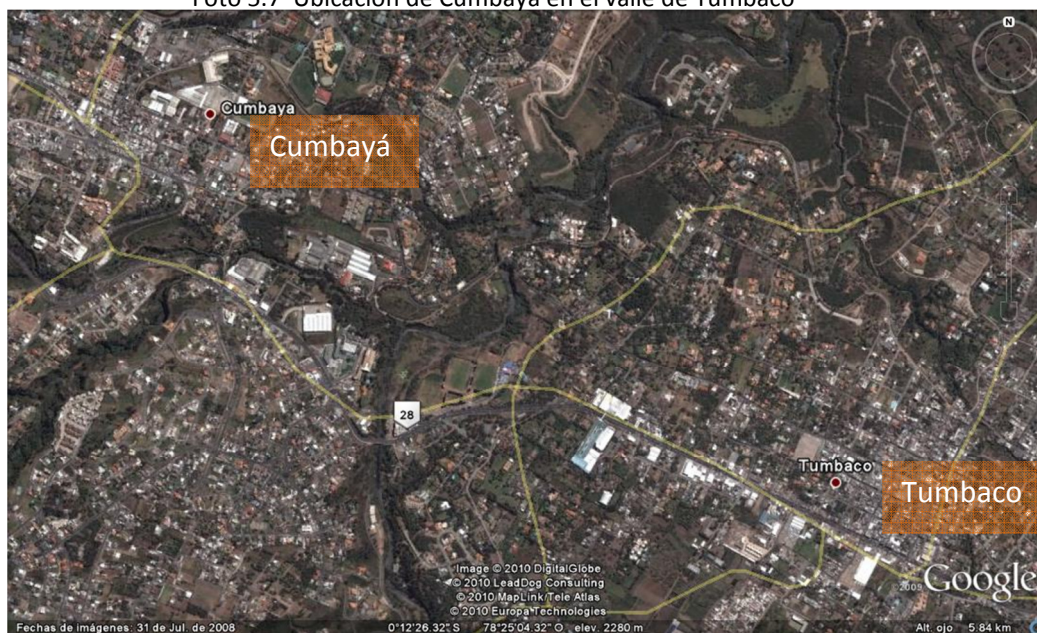 Foto 5.7 Ubicación de Cumbayá en el valle de Tumbaco
N
Cumbaya
Cumbayá
28
Tumbaco
Tumbaco
Image © 2010 DigitalGlobe
© 2010 LeadDog Consulting
© 2010 MapLink/Tele Atlas
© 2010 Europa Technologies
©2009 Google
Fechas de imágenes: 31 de Jul. de 2008 0°12'26.32" S 78°25'04.32" O elev. 2280 m Alt. ojo 5.84 km